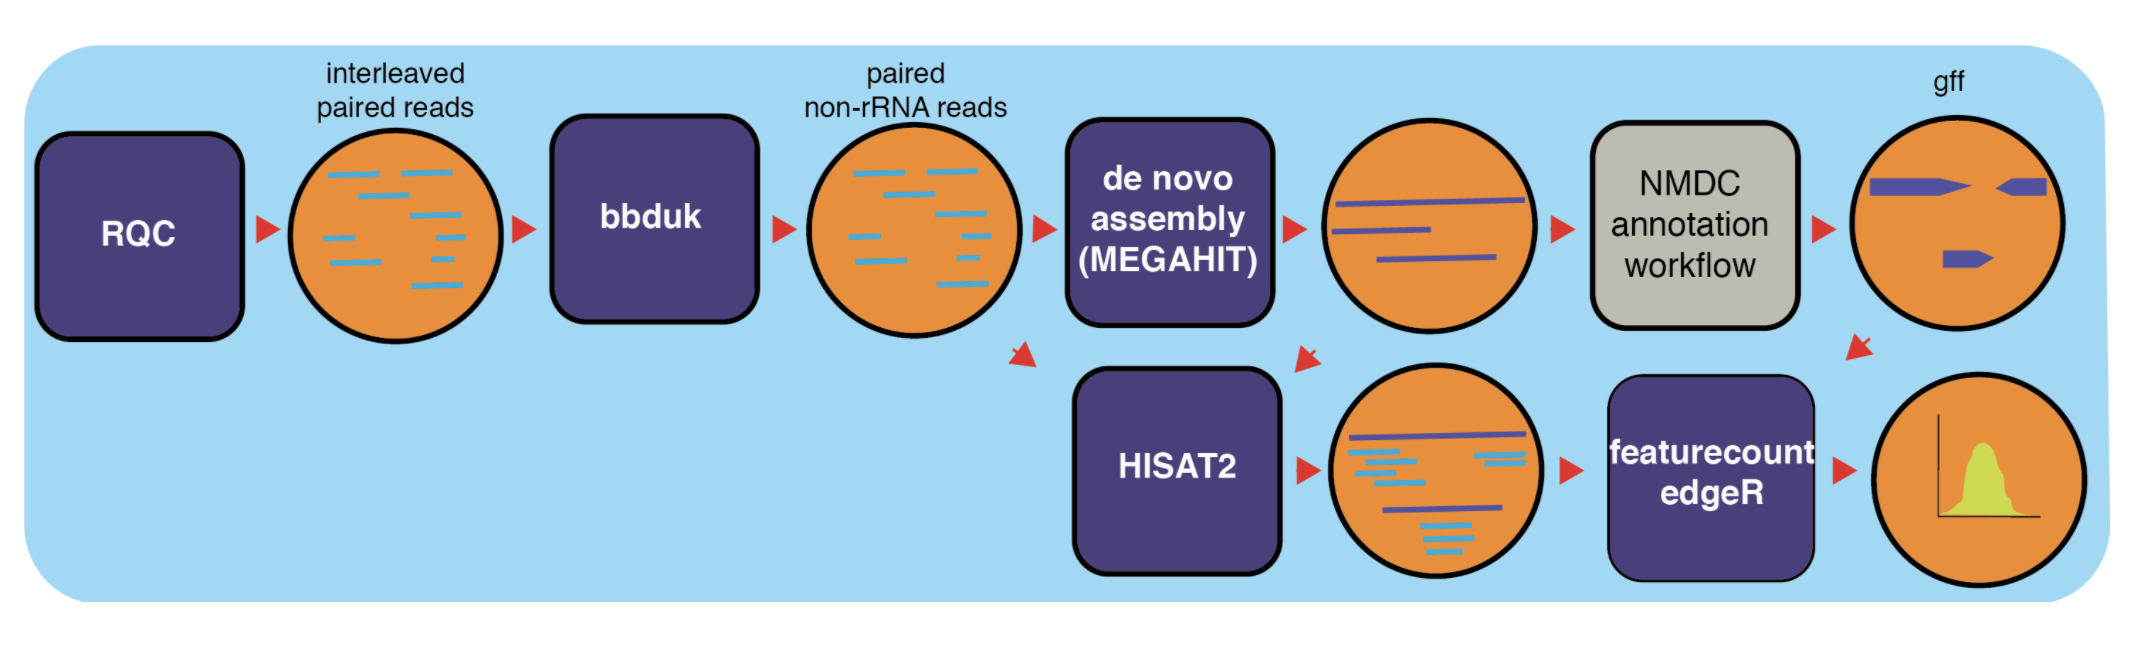 interleaved
paired reads
paired
non-rRNA reads
gff
RQC
bbduk
de novo
assembly
(MEGAHIT)
NMDC
annotation
workflow
HISAT2
featurecount
edgeR